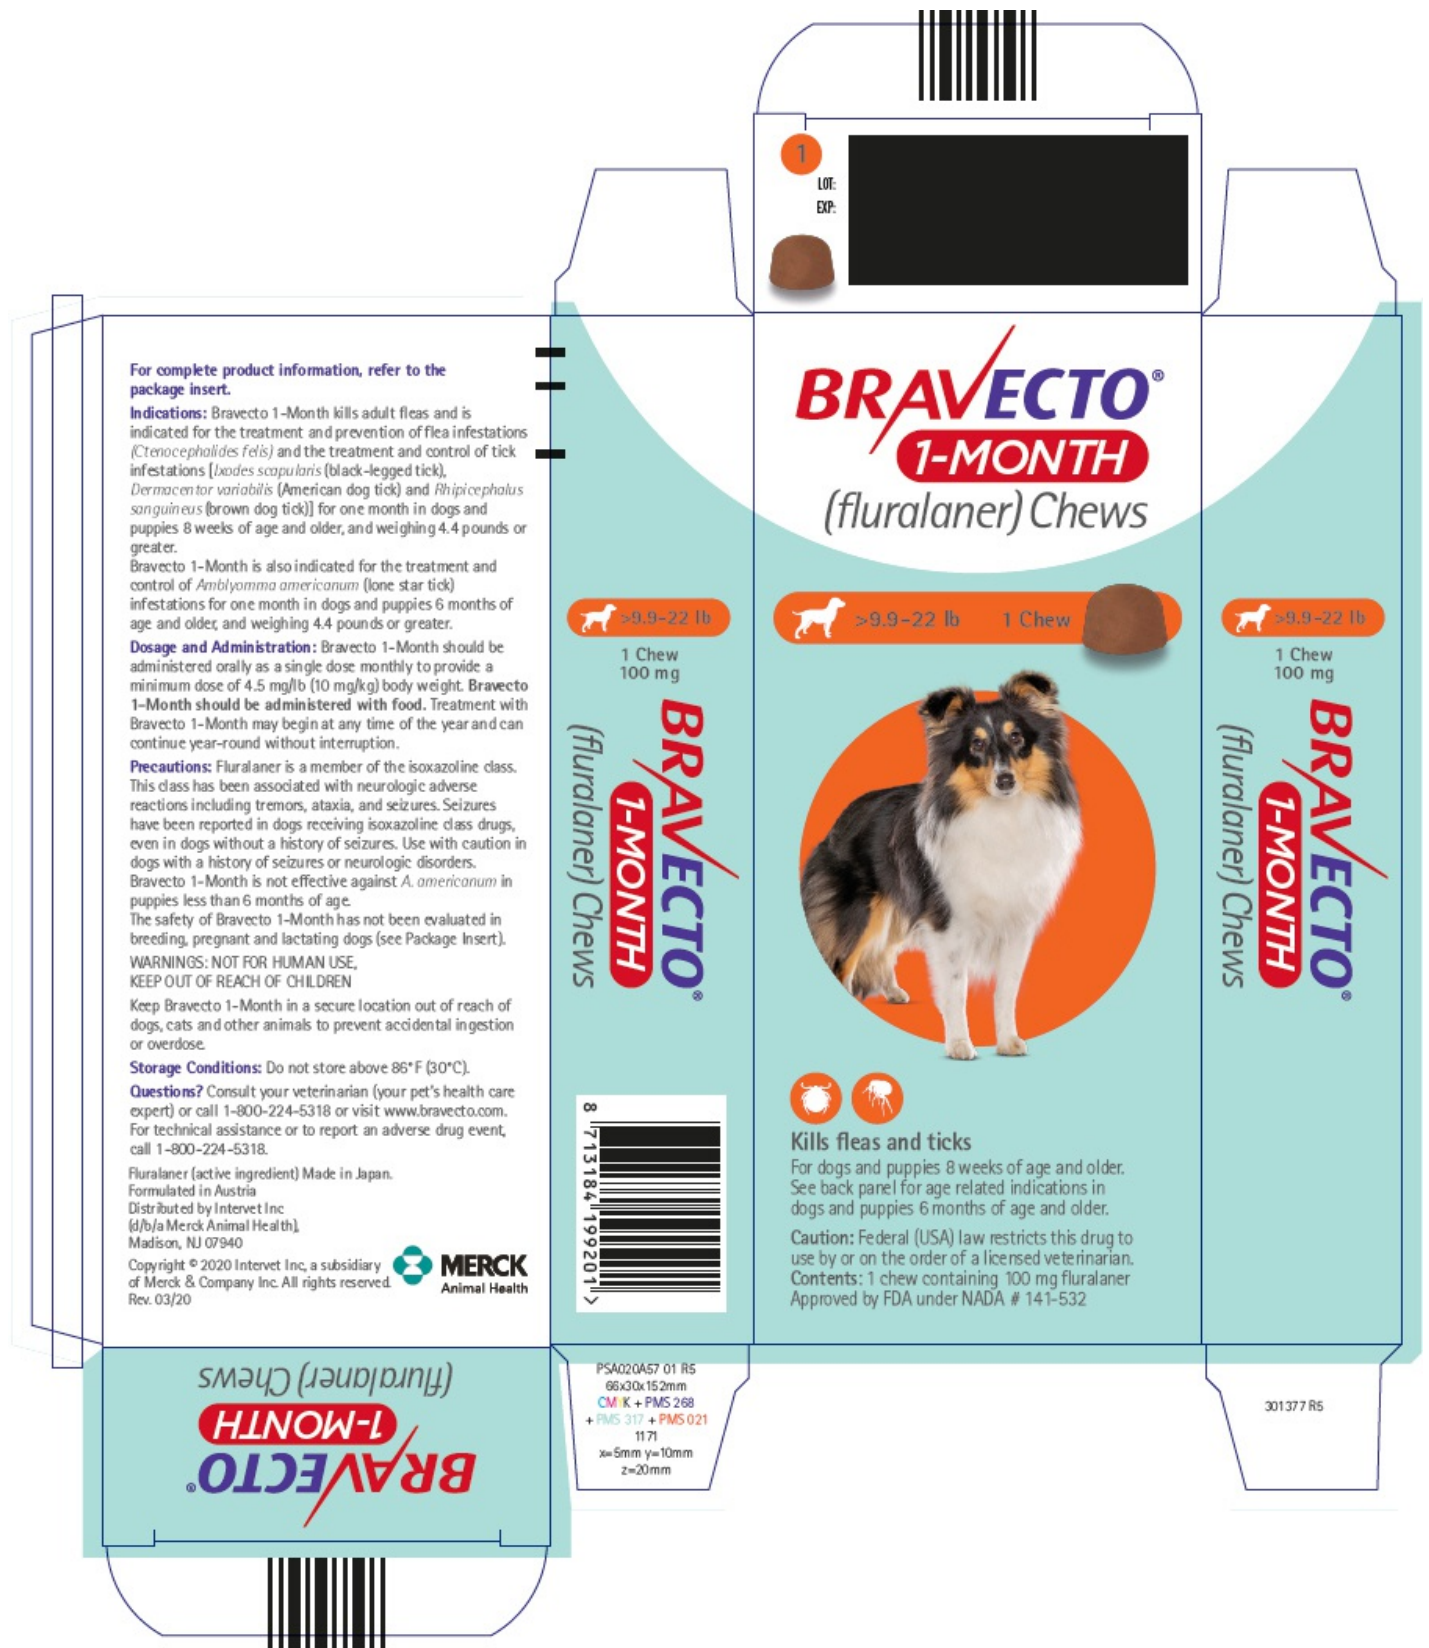 1
LOT:
EXP:
BRAVECTO®
1-MONTH
(fluralaner) Chews
>9.9-22 lb 1 Chew
Kills fleas and ticks
For dogs and puppies 8 weeks of age and older.
See back panel for age related indications in
dogs and puppies 6 months of age and older.
Caution: Federal (USA) law restricts this drug to
use by or on the order of a licensed veterinarian.
Contents: 1 chew containing 100 mg fluralaner
Approved by FDA under NADA # 141-532
For complete product information, refer to the
package insert.
Indications: Bravecto 1-Month kills adult fleas and is
indicated for the treatment and prevention of flea infestations
(Ctenocephalides felis) and the treatment and control of tick
infestations [Ixodes scapularis (black-legged tick),
Dermacentor variabilis (American dog tick) and Rhipicephalus
sanguineus (brown dog tick)] for one month in dogs and
puppies 8 weeks of age and older, and weighing 4.4 pounds or
greater.
Bravecto 1-Month is also indicated for the treatment and
control of Amblyomma americanum (lone star tick)
infestations for one month in dogs and puppies 6 months of
age and older, and weighing 4.4 pounds or greater.
Dosage and Administration: Bravecto 1-Month should be
administered orally as a single dose monthly to provide a
minimum dose of 4.5 mg/lb (10 mg/kg) body weight. Bravecto
1-Month should be administered with food. Treatment with
Bravecto 1-Month may begin at any time of the year and can
continue year-round without interruption.
Precautions: Fluralaner is a member of the isoxazoline class.
This class has been associated with neurologic adverse
reactions including tremors, ataxia, and seizures. Seizures
have been reported in dogs receiving isoxazoline class drugs,
even in dogs without a history of seizures. Use with caution in
dogs with a history of seizures or neurologic disorders.
Bravecto 1-Month is not effective against A. americanum in
puppies less than 6 months of age.
The safety of Bravecto 1-Month has not been evaluated in
breeding, pregnant and lactating dogs (see Package Insert).
WARNINGS: NOT FOR HUMAN USE,
KEEP OUT OF REACH OF CHILDREN
Keep Bravecto 1-Month in a secure location out of reach of
dogs, cats and other animals to prevent accidental ingestion
or overdose.
Storage Conditions: Do not store above 86°F (30°C).
Questions? Consult your veterinarian (your pet's health care
expert) or call 1-800-224-5318 or visit www.bravecto.com.
For technical assistance or to report an adverse drug event,
call 1-800-224-5318.
Fluralaner (active ingredient) Made in Japan.
Formulated in Austria
Distributed by Intervet Inc
(d/b/a Merck Animal Health),
Madison, NJ 07940
Copyright © 2020 Intervet Inc, a subsidiary
of Merck & Company Inc. All rights reserved.
Rev. 03/20
MERCK
Animal Health
>9.9-22 lb
1 Chew
100 mg
BRAVECTO®
1-MONTH
(fluralaner) Chews
8 713184 199201 >
>9.9-22 lb
1 Chew
100 mg
BRAVECTO®
1-MONTH
(fluralaner) Chews
BRAVECTO®
1-MONTH
(fluralaner) Chews
PSA020A57 01 R5
66x30x152mm
CMYK + PMS 268
+ PMS 317 + PMS 021
1171
x=5mm y=10mm
z=20mm
301377 R5